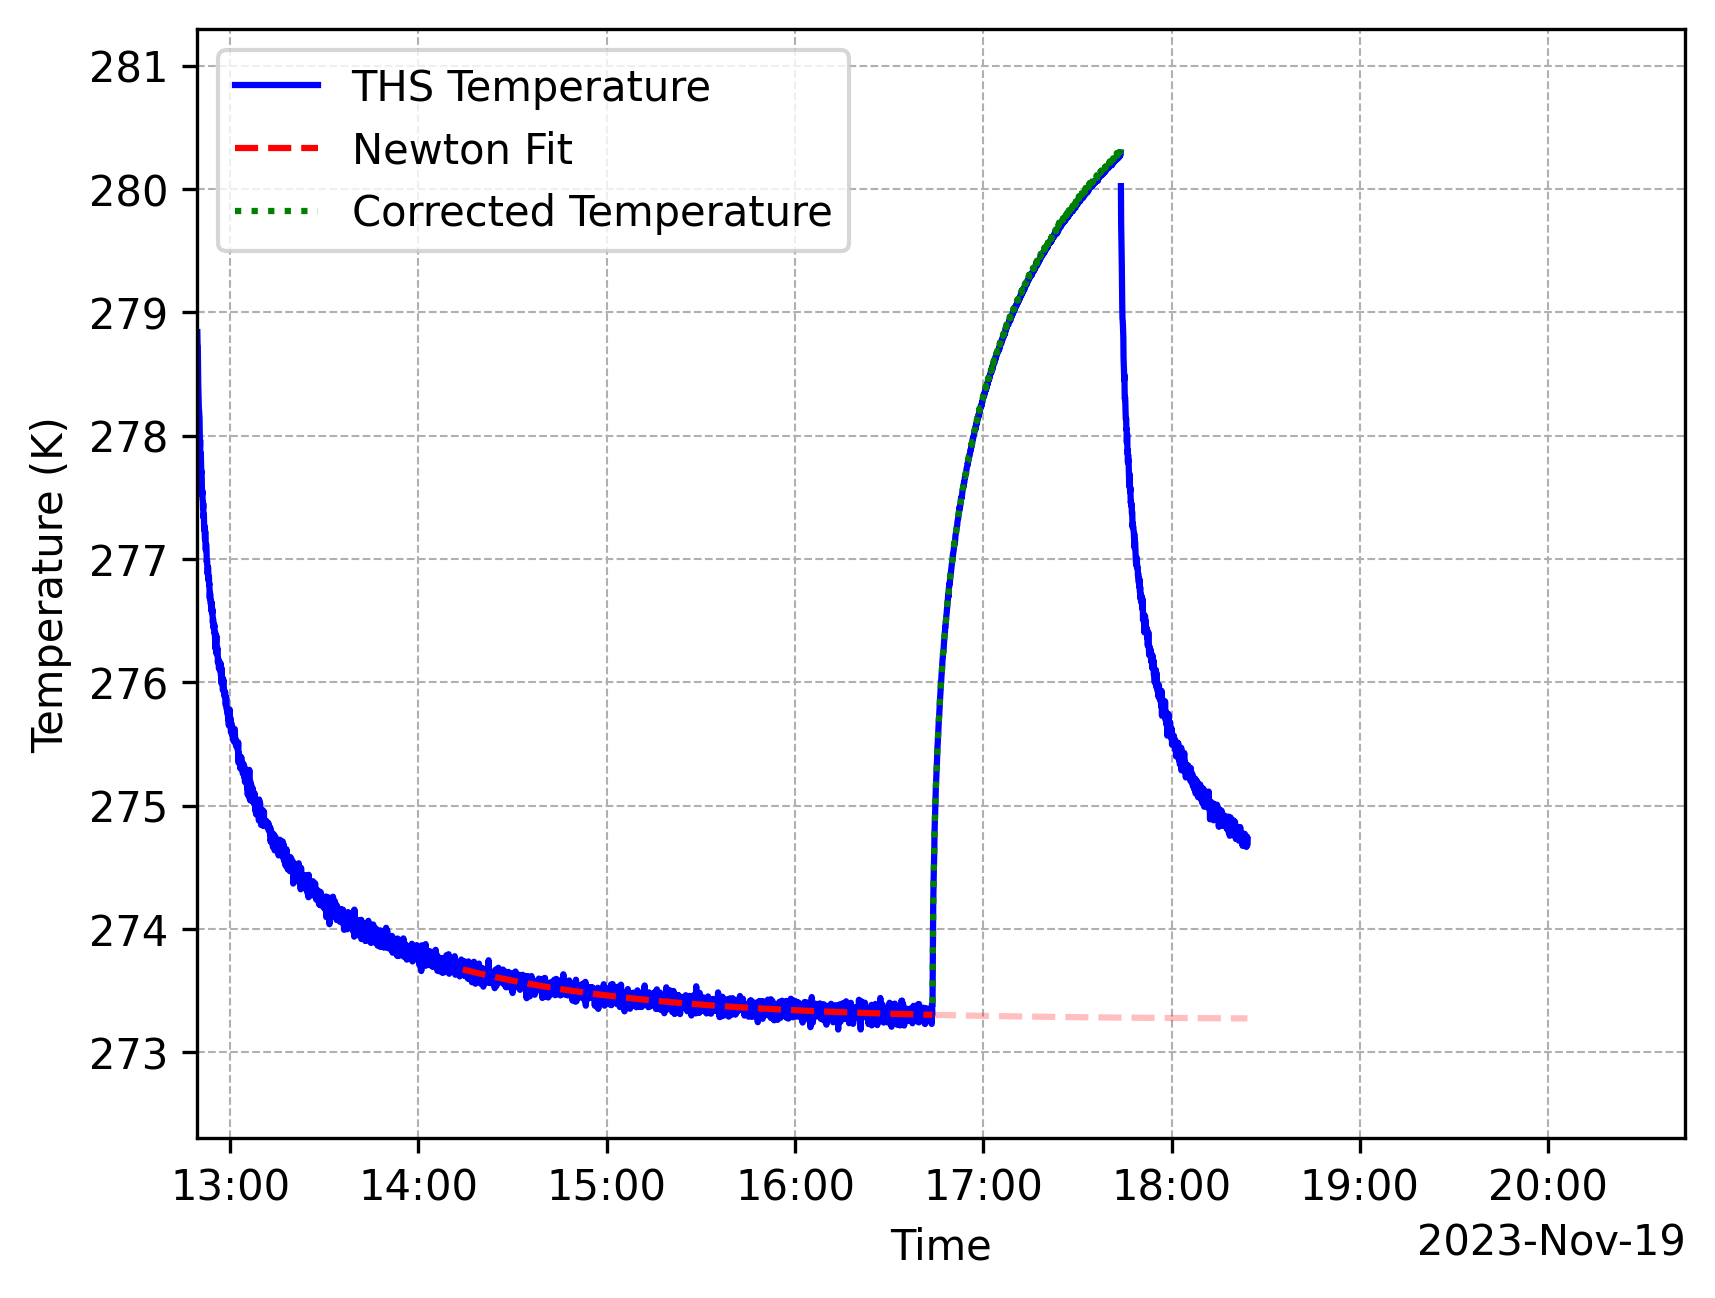 281
280
279
278
277
276
275
274
273
Temperature (K)
THS Temperature
Newton Fit
Corrected Temperature
13:00 14:00 15:00 16:00 17:00 18:00 19:00 20:00
Time
2023-Nov-19